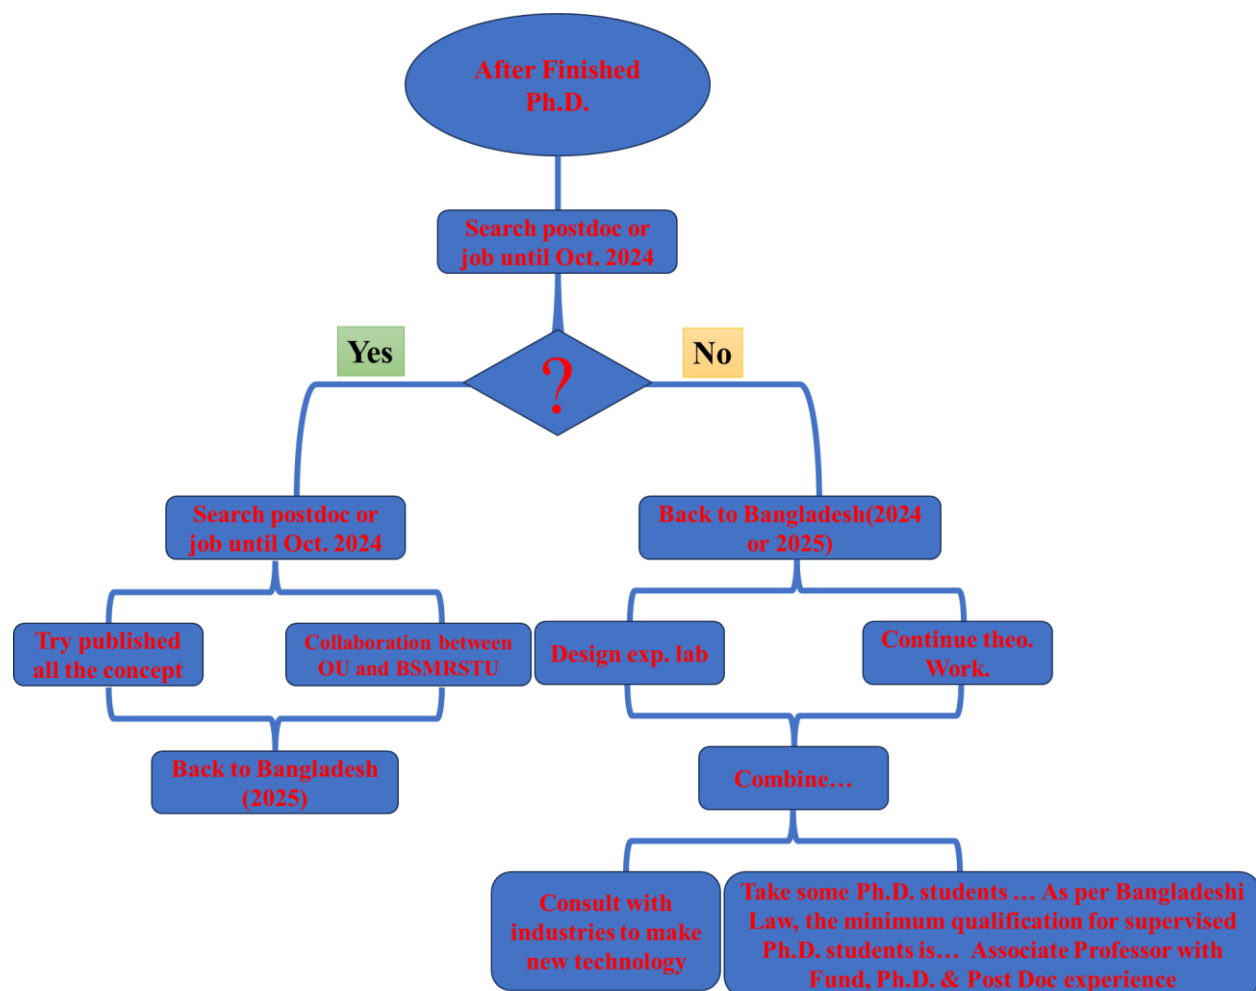 After Finished
Ph.D.
Search postdoc or
job until Oct. 2024
Yes
?
No
Search postdoc or
job until Oct. 2024
Back to Bangladesh(2024
or 2025)
Try published
all the concept
Collaboration between
OU and BSMRSTU
Design exp. lab
Continue theo.
Work.
Back to Bangladesh
(2025)
Combine…
Consult with
industries to make
new technology
Take some Ph.D. students … As per Bangladeshi
Law, the minimum qualification for supervised
Ph.D. students is… Associate Professor with
Fund, Ph.D. & Post Doc experience